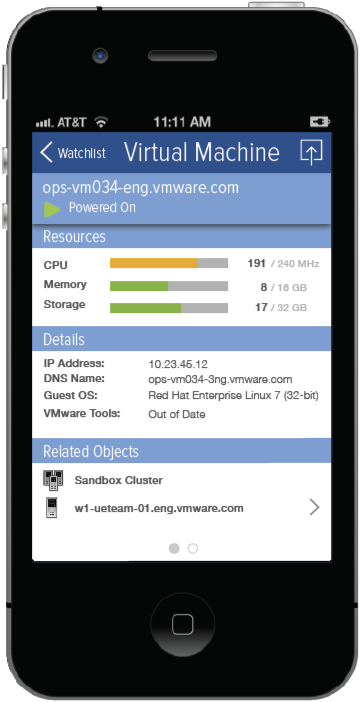 AT&T 11:11 AM
Watchlist Virtual Machine
ops-vm034-eng.vmware.com
Powered On
Resources
CPU 191 / 240 MHz
Memory 8 / 16 GB
Storage 17 / 32 GB
Details
IP Address: 10.23.45.12
DNS Name: ops-vm034-3ng.vmware.com
Guest OS: Red Hat Enterprise Linux 7 (32-bit)
VMware Tools: Out of Date
Related Objects
Sandbox Cluster
w1-ueteam-01.eng.vmware.com